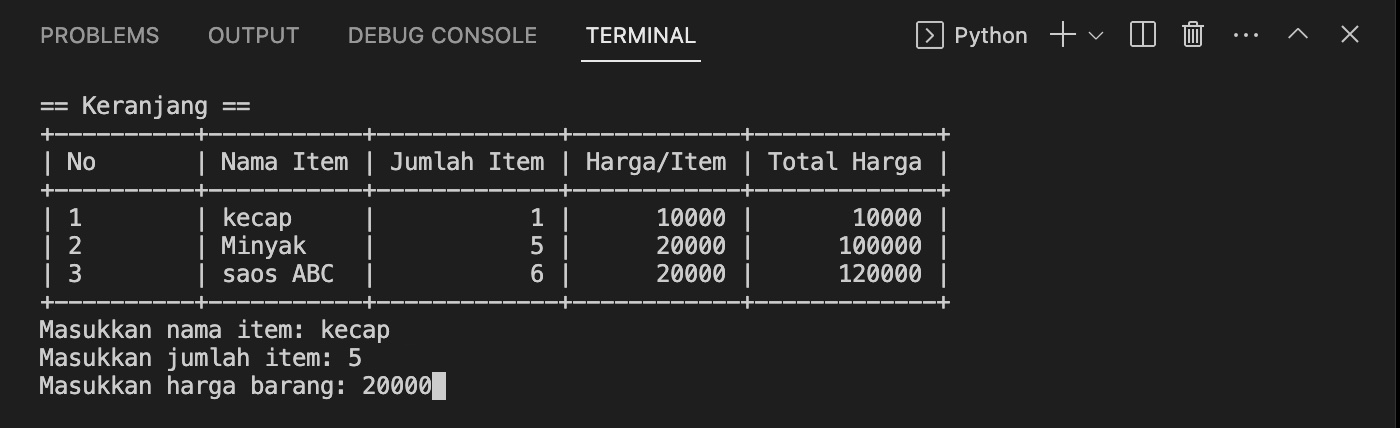 PROBLEMS OUTPUT DEBUG CONSOLE TERMINAL Python
== Keranjang ==
+----------+-----------+-------------+------------+-------------+
| No       | Nama Item | Jumlah Item | Harga/Item | Total Harga |
+----------+-----------+-------------+------------+-------------+
| 1        | kecap     |           1 |      10000 |       10000 |
| 2        | Minyak    |           5 |      20000 |      100000 |
| 3        | saos ABC  |           6 |      20000 |      120000 |
+----------+-----------+-------------+------------+-------------+
Masukkan nama item: kecap
Masukkan jumlah item: 5
Masukkan harga barang: 20000